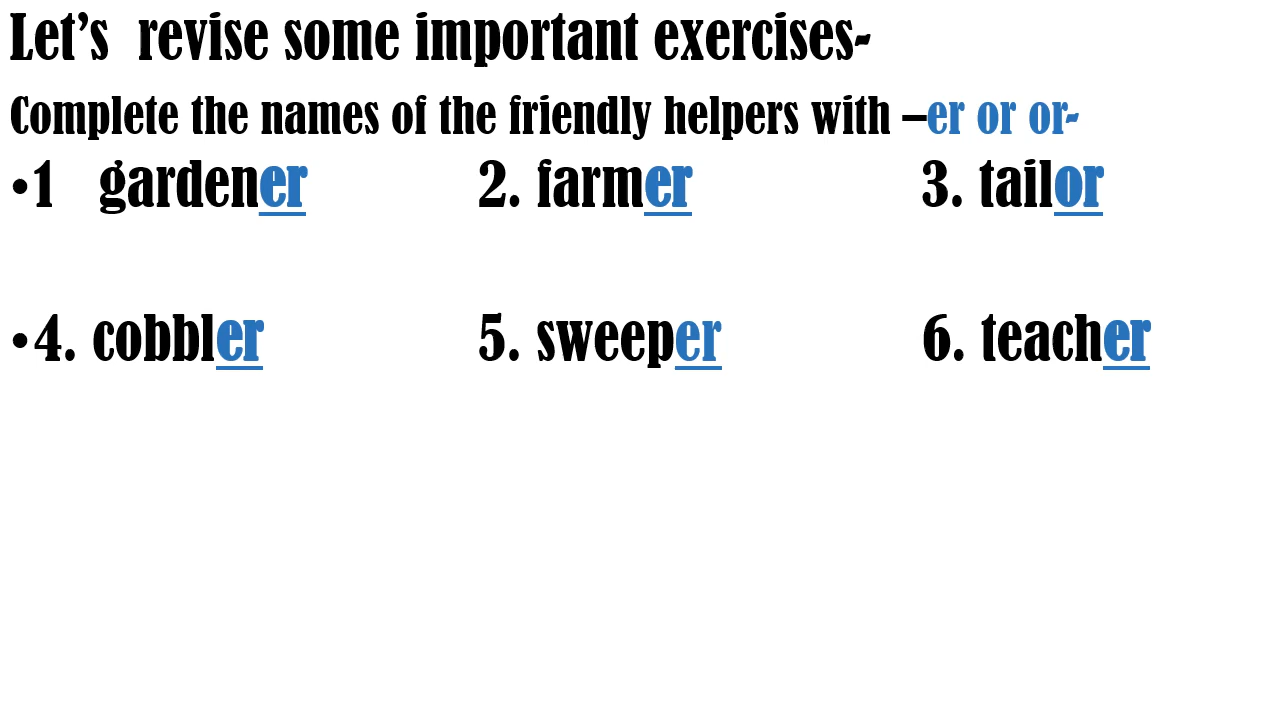 Let’s  revise some important exercises-
Complete the names of the friendly helpers with –er or or-
•1   gardener   2. farmer   3. tailor
•4. cobbler   5. sweeper   6. teacher